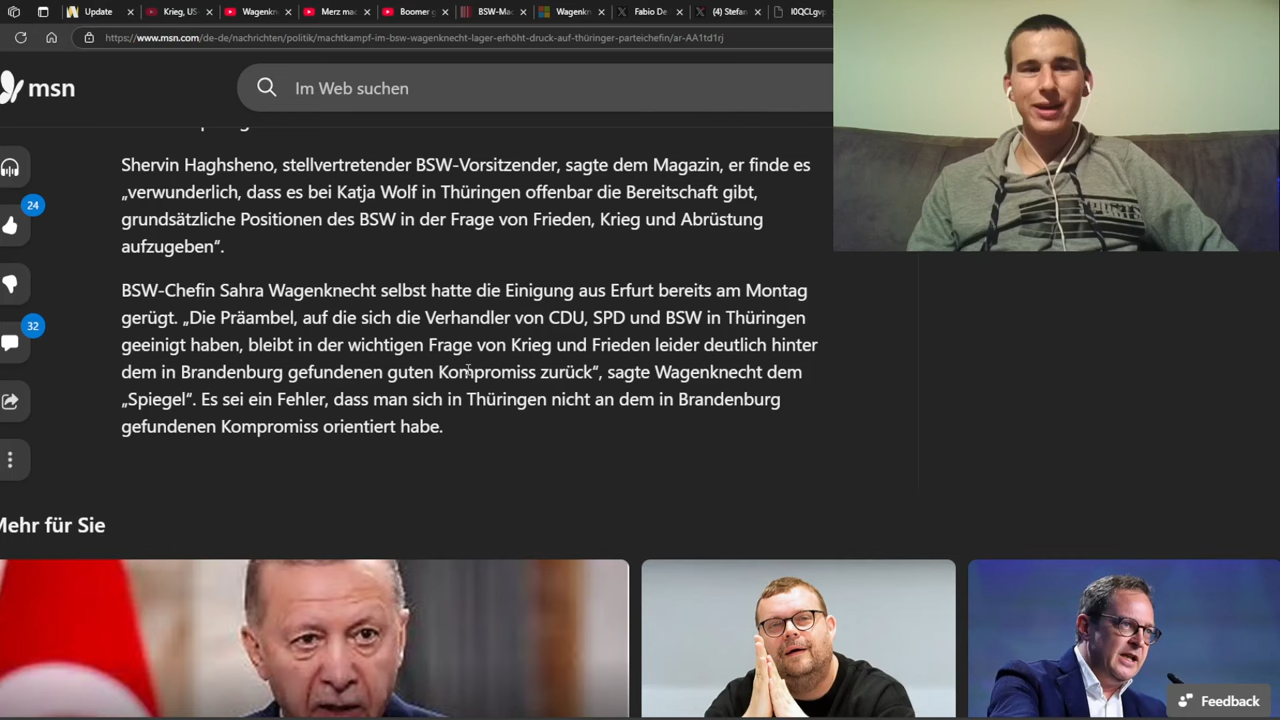 Update
Krieg, US-
Wagenkn
Merz ma
Boomer g
BSW-Ma
Wagenkn
Fabio De
(4) Stefan
I0QCLgvp
https://www.msn.com/de-de/nachrichten/politik/machtkampf-im-bsw-wagenknecht-lager-erhöht-druck-auf-thüringer-parteichefin/ar-AA1td1rj
msn
Im Web suchen
Shervin Haghsheno, stellvertretender BSW-Vorsitzender, sagte dem Magazin, er finde es
„verwunderlich, dass es bei Katja Wolf in Thüringen offenbar die Bereitschaft gibt,
grundsätzliche Positionen des BSW in der Frage von Frieden, Krieg und Abrüstung
aufzugeben“.
24
BSW-Chefin Sahra Wagenknecht selbst hatte die Einigung aus Erfurt bereits am Montag
gerügt. „Die Präambel, auf die sich die Verhandler von CDU, SPD und BSW in Thüringen
geeinigt haben, bleibt in der wichtigen Frage von Krieg und Frieden leider deutlich hinter
dem in Brandenburg gefundenen guten Kompromiss zurück“, sagte Wagenknecht dem
„Spiegel“. Es sei ein Fehler, dass man sich in Thüringen nicht an dem in Brandenburg
gefundenen Kompromiss orientiert habe.
32
Mehr für Sie
SPORTS
Feedback